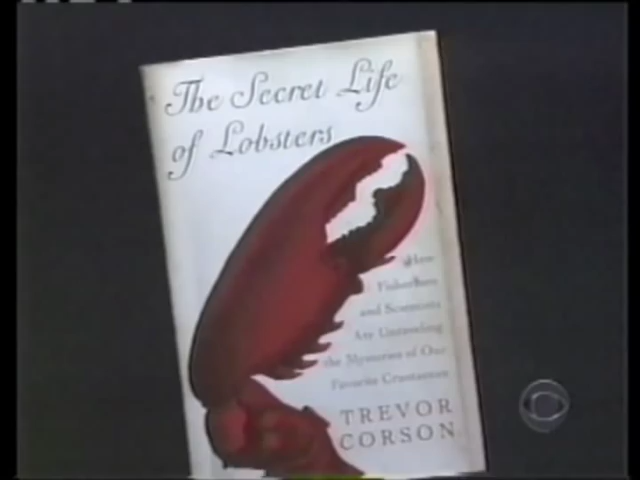 The Secret Life
of Lobsters
How
Fishermen
and Scientists
Are Unraveling
the Mysteries of Our
Favorite Crustacean
TREVOR
CORSON